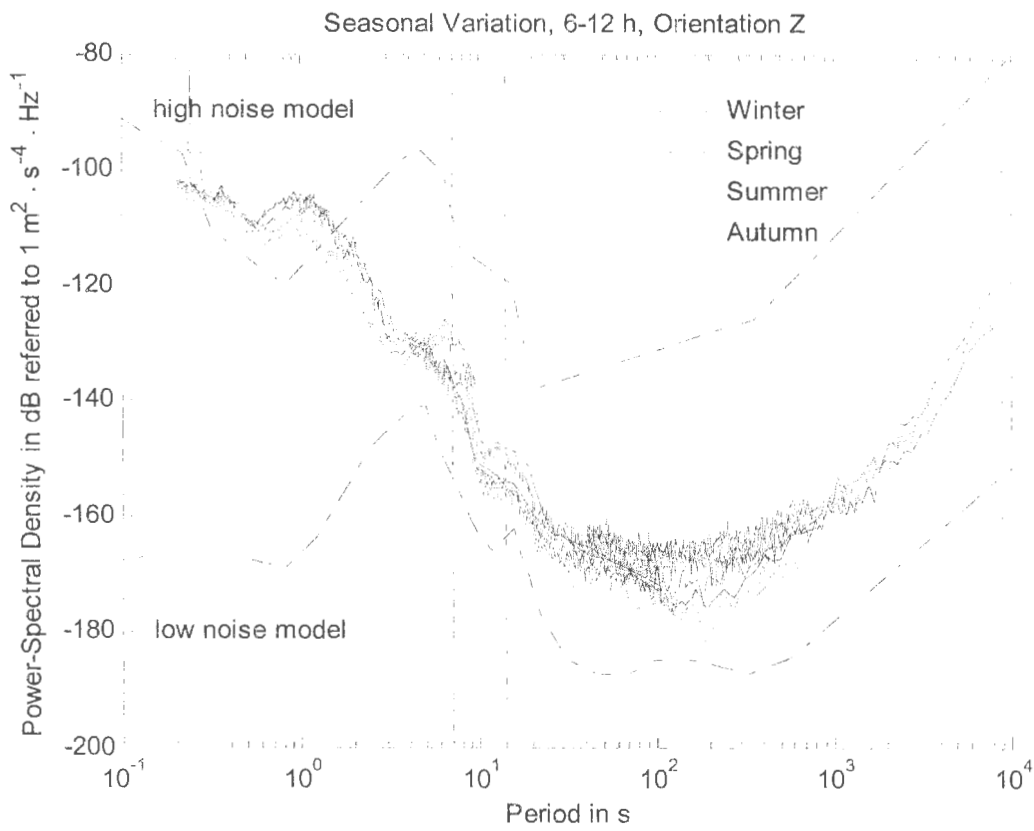 Seasonal Variation, 6-12 h, Orientation Z
Power-Spectral Density in dB referred to 1 m² · s⁻⁴ · Hz⁻¹
-80
-100
-120
-140
-160
-180
-200
high noise model
low noise model
Winter
Spring
Summer
Autumn
10⁻¹
10⁰
10¹
10²
10³
10⁴
Period in s